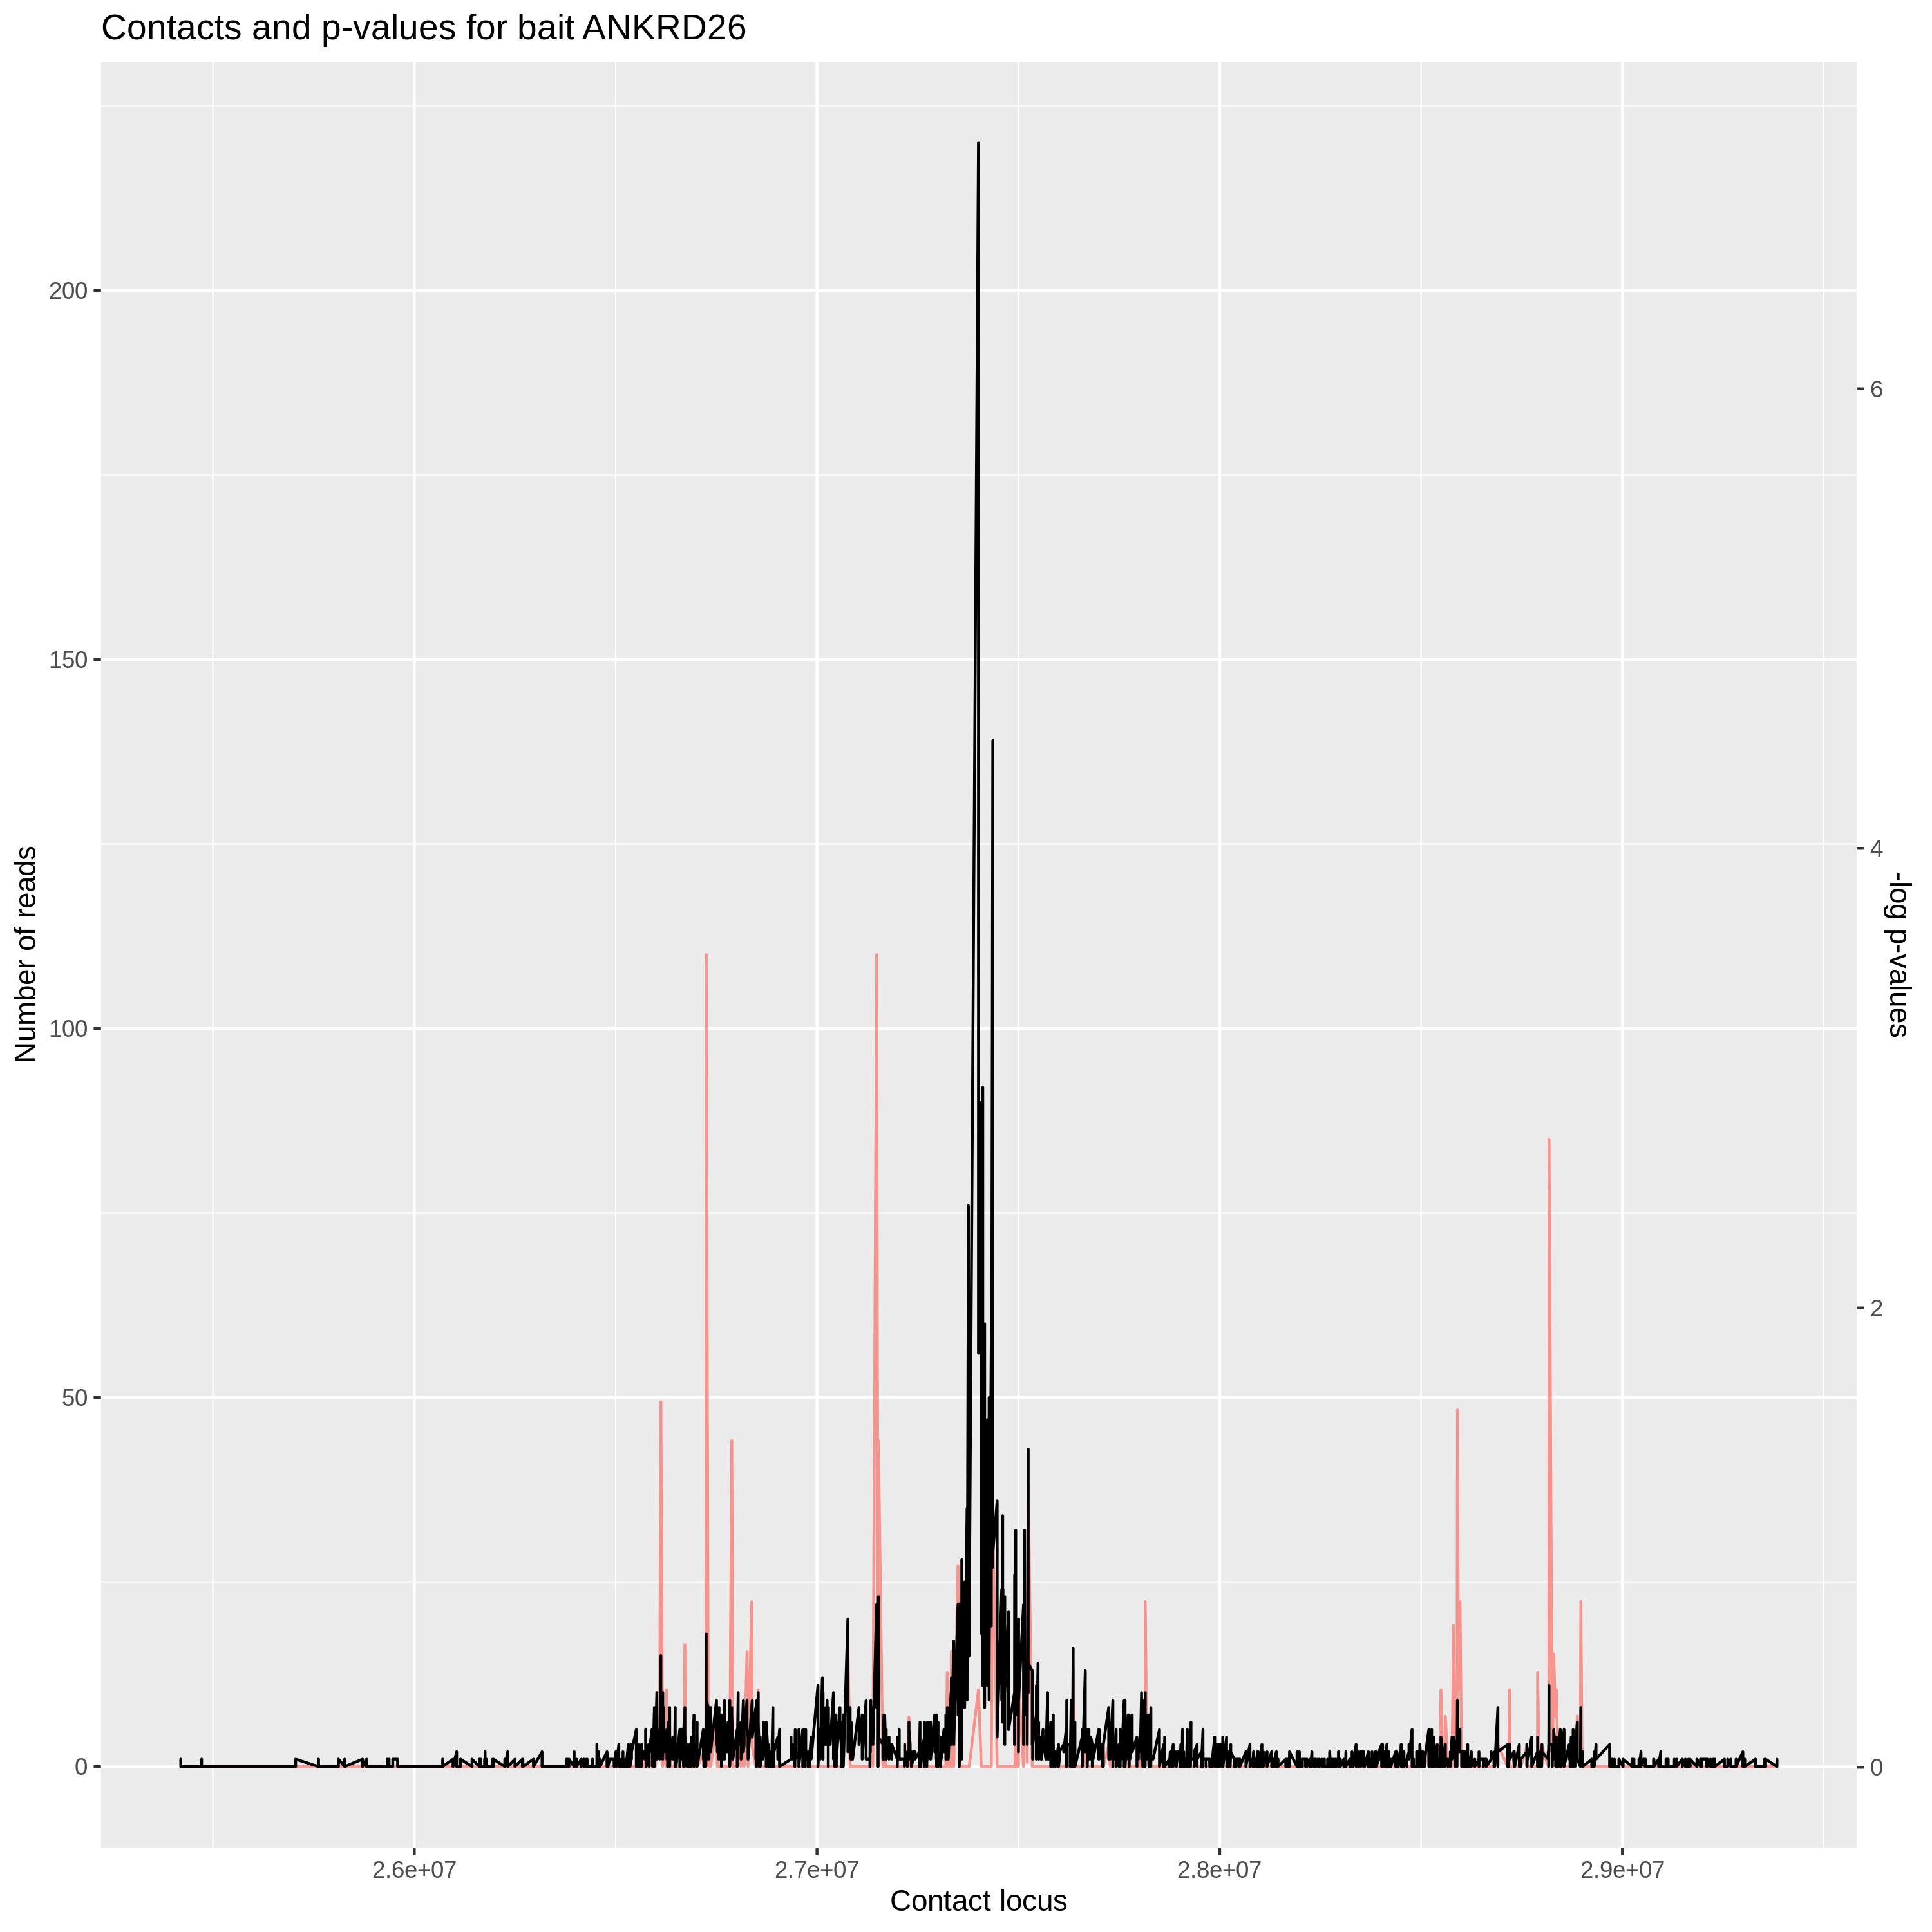 Contacts and p-values for bait ANKRD26
200
150
100
50
0
Number of reads
6
4
2
0
-log p-values
2.6e+07
2.7e+07
2.8e+07
2.9e+07
Contact locus